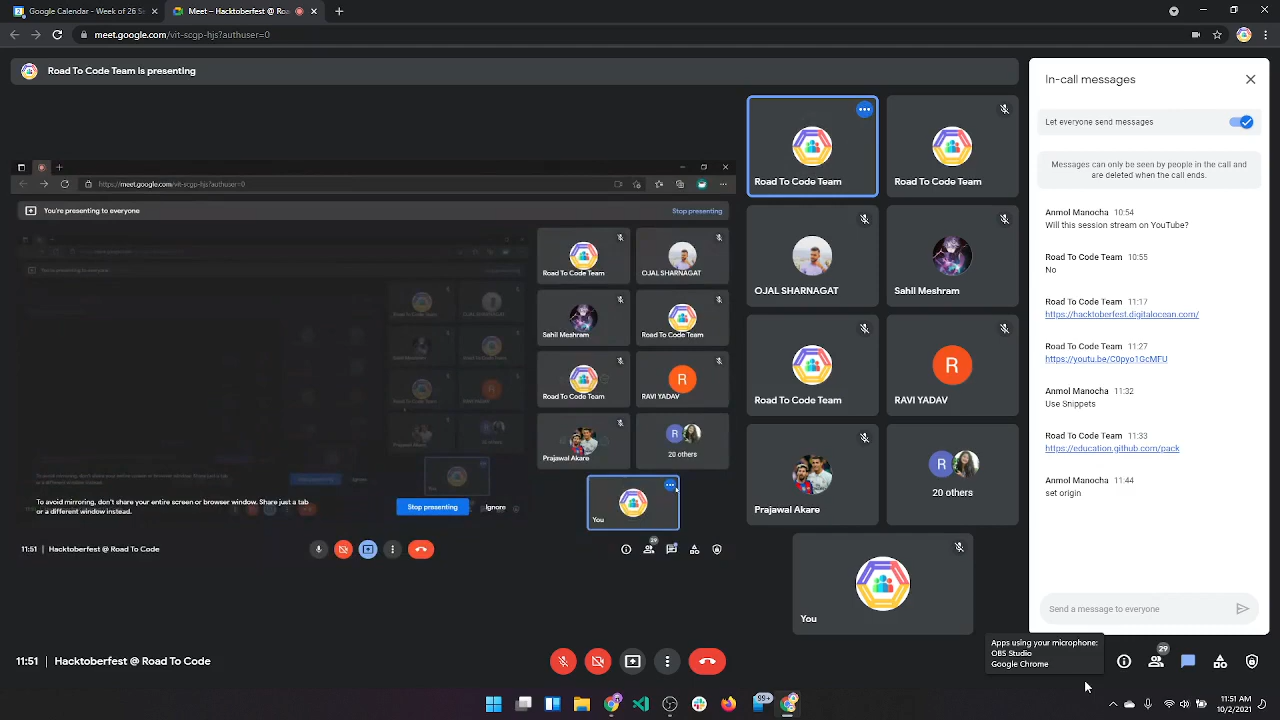 Google Calendar - Week of 26 Se
Meet – Hacktoberfest @ Ro
meet.google.com/vit-scgp-hjs?authuser=0
Road To Code Team is presenting
https://meet.google.com/vit-scgp-hjs?authuser=0
You're presenting to everyone
Stop presenting
Road To Code Team
OJAL SHARNAGAT
Sahil Meshram
Road To Code Team
Road To Code Team
RAVI YADAV
Prajawal Akare
R
R
20 others
You
To avoid mirroring, don't share your entire screen or browser window. Share just a tab
or a different window instead.
Stop presenting
Ignore
11:51 | Hacktoberfest @ Road To Code
29
Road To Code Team
Road To Code Team
OJAL SHARNAGAT
Sahil Meshram
Road To Code Team
R
RAVI YADAV
Prajawal Akare
R
20 others
You
In-call messages
Let everyone send messages
Messages can only be seen by people in the call and
are deleted when the call ends.
Anmol Manocha 10:54
Will this session stream on YouTube?
Road To Code Team 10:55
No
Road To Code Team 11:17
https://hacktoberfest.digitalocean.com/
Road To Code Team 11:27
https://youtu.be/C0pyo1GcMFU
Anmol Manocha 11:32
Use Snippets
Road To Code Team 11:33
https://education.github.com/pack
Anmol Manocha 11:44
set origin
Send a message to everyone
Apps using your microphone:
OBS Studio
Google Chrome
11:51 | Hacktoberfest @ Road To Code
29
99+
11:51 AM
10/2/2021